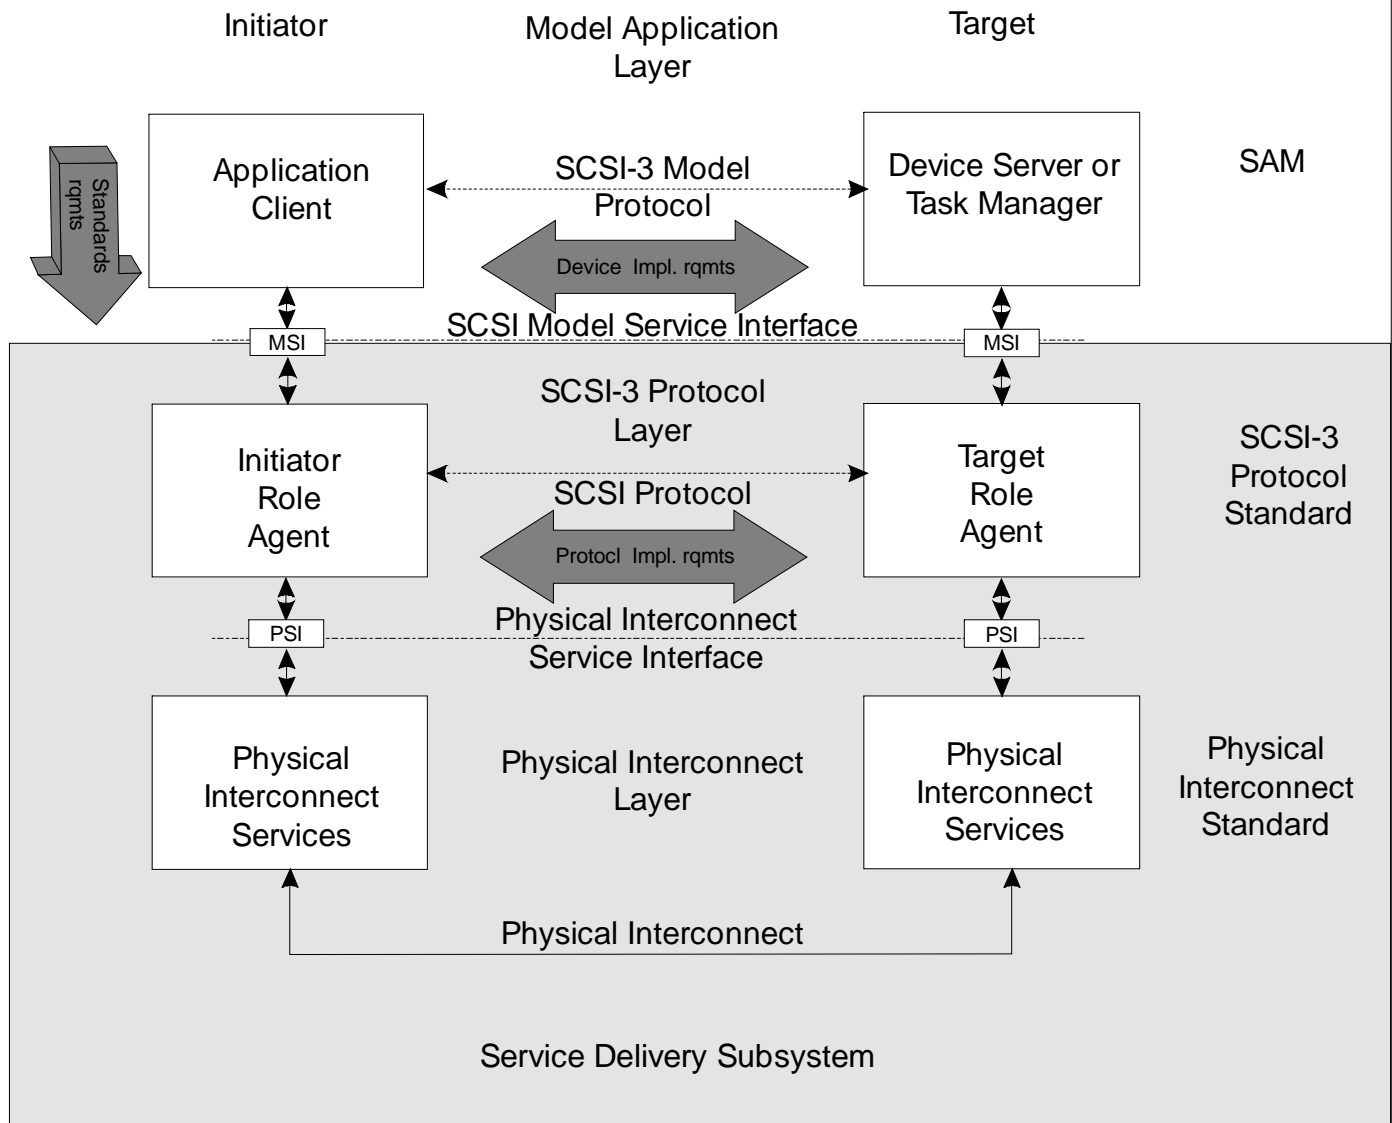 Initiator
Model Application
Layer
Target
Standards
rqmts
Application
Client
SCSI-3 Model
Protocol
Device Server or
Task Manager
SAM
Device Impl. rqmts
SCSI Model Service Interface
MSI
MSI
SCSI-3 Protocol
Layer
Initiator
Role
Agent
Target
Role
Agent
SCSI-3
Protocol
Standard
SCSI Protocol
Protocl Impl. rqmts
Physical Interconnect
Service Interface
PSI
PSI
Physical
Interconnect
Services
Physical Interconnect
Layer
Physical
Interconnect
Services
Physical
Interconnect
Standard
Physical Interconnect
Service Delivery Subsystem